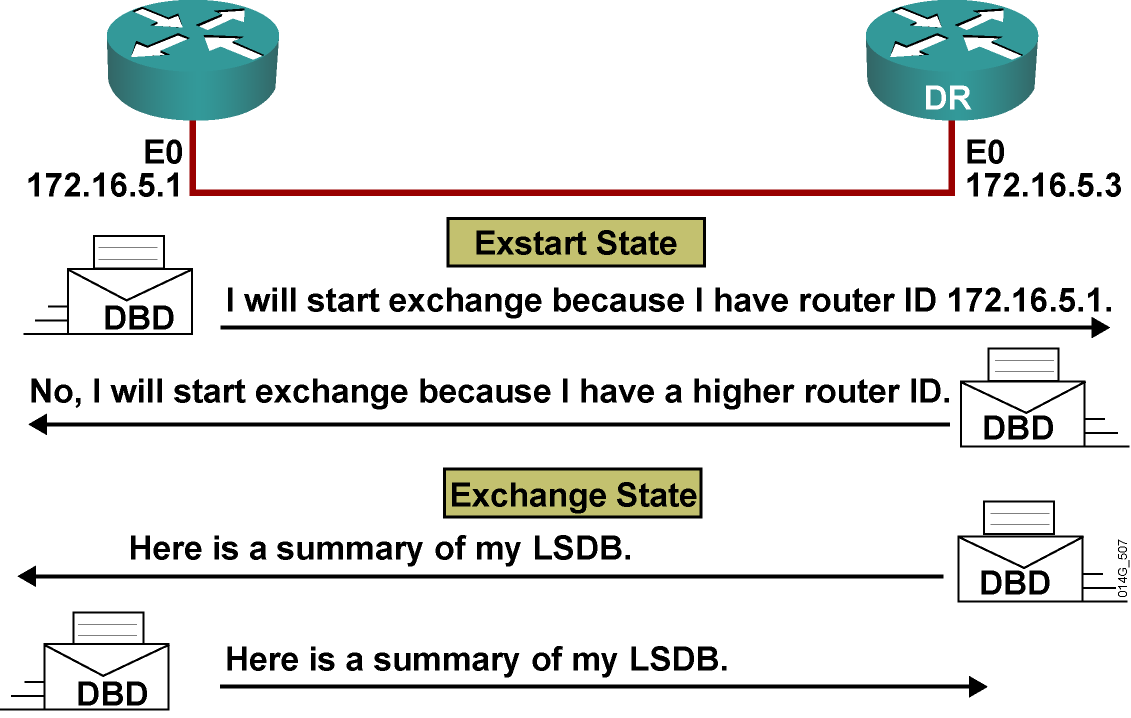 DR
E0
172.16.5.1
E0
172.16.5.3
Exstart State
DBD
I will start exchange because I have router ID 172.16.5.1.
No, I will start exchange because I have a higher router ID.
DBD
Exchange State
Here is a summary of my LSDB.
DBD
014G_507
Here is a summary of my LSDB.
DBD